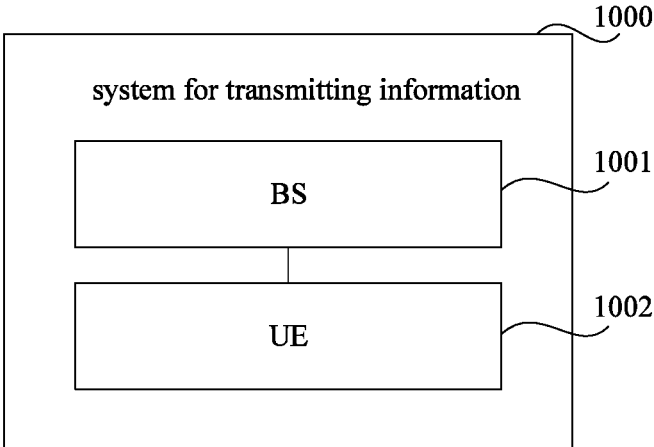 1000
system for transmitting information
1001
BS
1002
UE